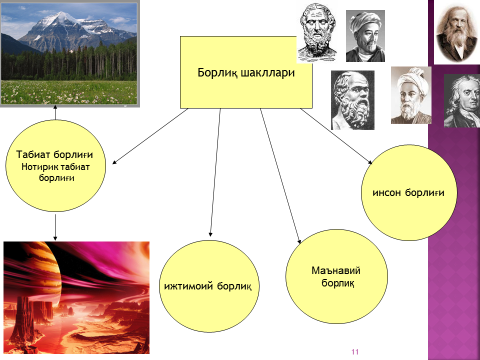 Борлиқ шакллари
Табиат борлиғи
Нотирик табиат
борлиғи
инсон борлиғи
ижтимоий борлиқ
Маънавий
борлиқ
11